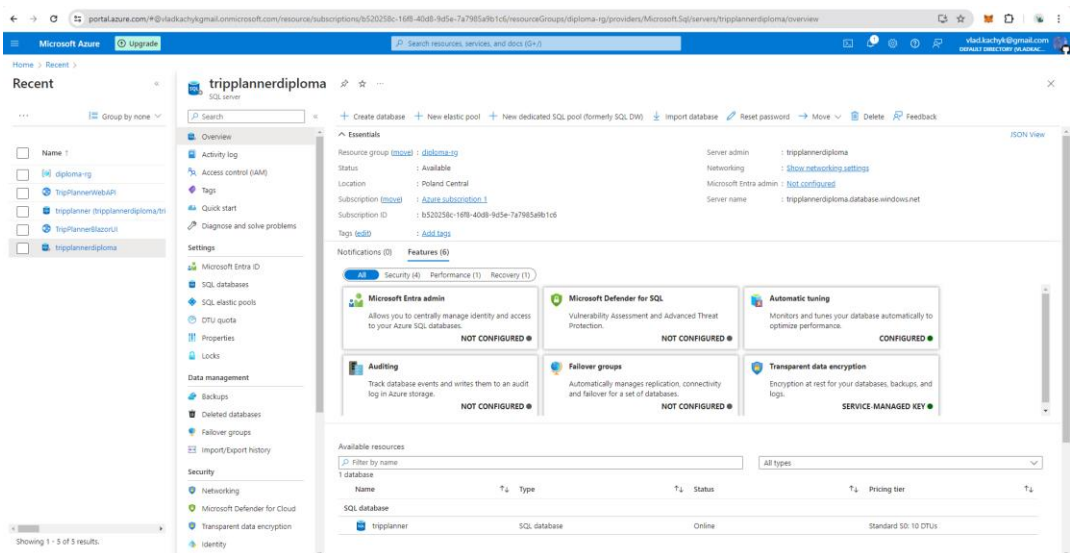 portal.azure.com/#@vladkachykgmail.onmicrosoft.com/resource/subscriptions/b520258c-16f8-40d8-9d5e-7a7985a9b1c6/resourceGroups/diploma-rg/providers/Microsoft.Sql/servers/tripplannerdiploma/overview
Microsoft Azure
Upgrade
Search resources, services, and docs (G+/)
vlad.kachyk@gmail.com
DEFAULT DIRECTORY (VLADKAC...
Home > Recent >
Recent
Group by none
Name ↑
diploma-rg
TripPlannerWebAPI
tripplanner (tripplannerdiploma/tri
TripPlannerBlazorUI
tripplannerdiploma
Showing 1 - 5 of 5 results.
tripplannerdiploma
SQL server
Search
Overview
Activity log
Access control (IAM)
Tags
Quick start
Diagnose and solve problems
Settings
Microsoft Entra ID
SQL databases
SQL elastic pools
DTU quota
Properties
Locks
Data management
Backups
Deleted databases
Failover groups
Import/Export history
Security
Networking
Microsoft Defender for Cloud
Transparent data encryption
Identity
Create database New elastic pool New dedicated SQL pool (formerly SQL DW) Import database Reset password Move Delete Feedback
Essentials
JSON View
Resource group (move) : diploma-rg
Status : Available
Location : Poland Central
Subscription (move) : Azure subscription 1
Subscription ID : b520258c-16f8-40d8-9d5e-7a7985a9b1c6
Tags (edit) : Add tags
Server admin : tripplannerdiploma
Networking : Show networking settings
Microsoft Entra admin : Not configured
Server name : tripplannerdiploma.database.windows.net
Notifications (0) Features (6)
All Security (4) Performance (1) Recovery (1)
Microsoft Entra admin
Allows you to centrally manage identity and access
to your Azure SQL databases.
NOT CONFIGURED
Microsoft Defender for SQL
Vulnerability Assessment and Advanced Threat
Protection.
NOT CONFIGURED
Automatic tuning
Monitors and tunes your database automatically to
optimize performance.
CONFIGURED
Auditing
Track database events and writes them to an audit
log in Azure storage.
NOT CONFIGURED
Failover groups
Automatically manages replication, connectivity
and failover for a set of databases.
NOT CONFIGURED
Transparent data encryption
Encryption at rest for your databases, backups, and
logs.
SERVICE-MANAGED KEY
Available resources
Filter by name
All types
1 database
Name Type Status Pricing tier
SQL database
tripplanner SQL database Online Standard S0: 10 DTUs